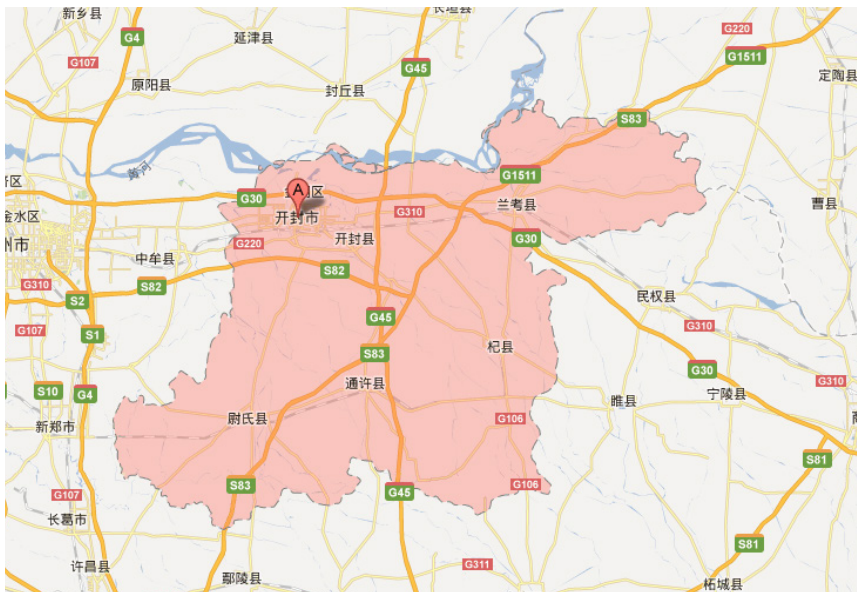 新乡县
G4
延津县
长垣县
G220
G107
G45
G1511
定陶县
原阳县
封丘县
S83
黄河
G1511
G30
区
兰考县
曹县
金水区
A
开封市
G310
州市
中牟县
G220
开封县
G30
G310
S82
S82
民权县
S2
G107
G45
G310
S1
S83
杞县
G30
S10
G4
通许县
G310
睢县
宁陵县
新郑市
尉氏县
G106
S81
S83
G45
G106
G107
长葛市
S81
许昌县
鄢陵县
G311
柘城县